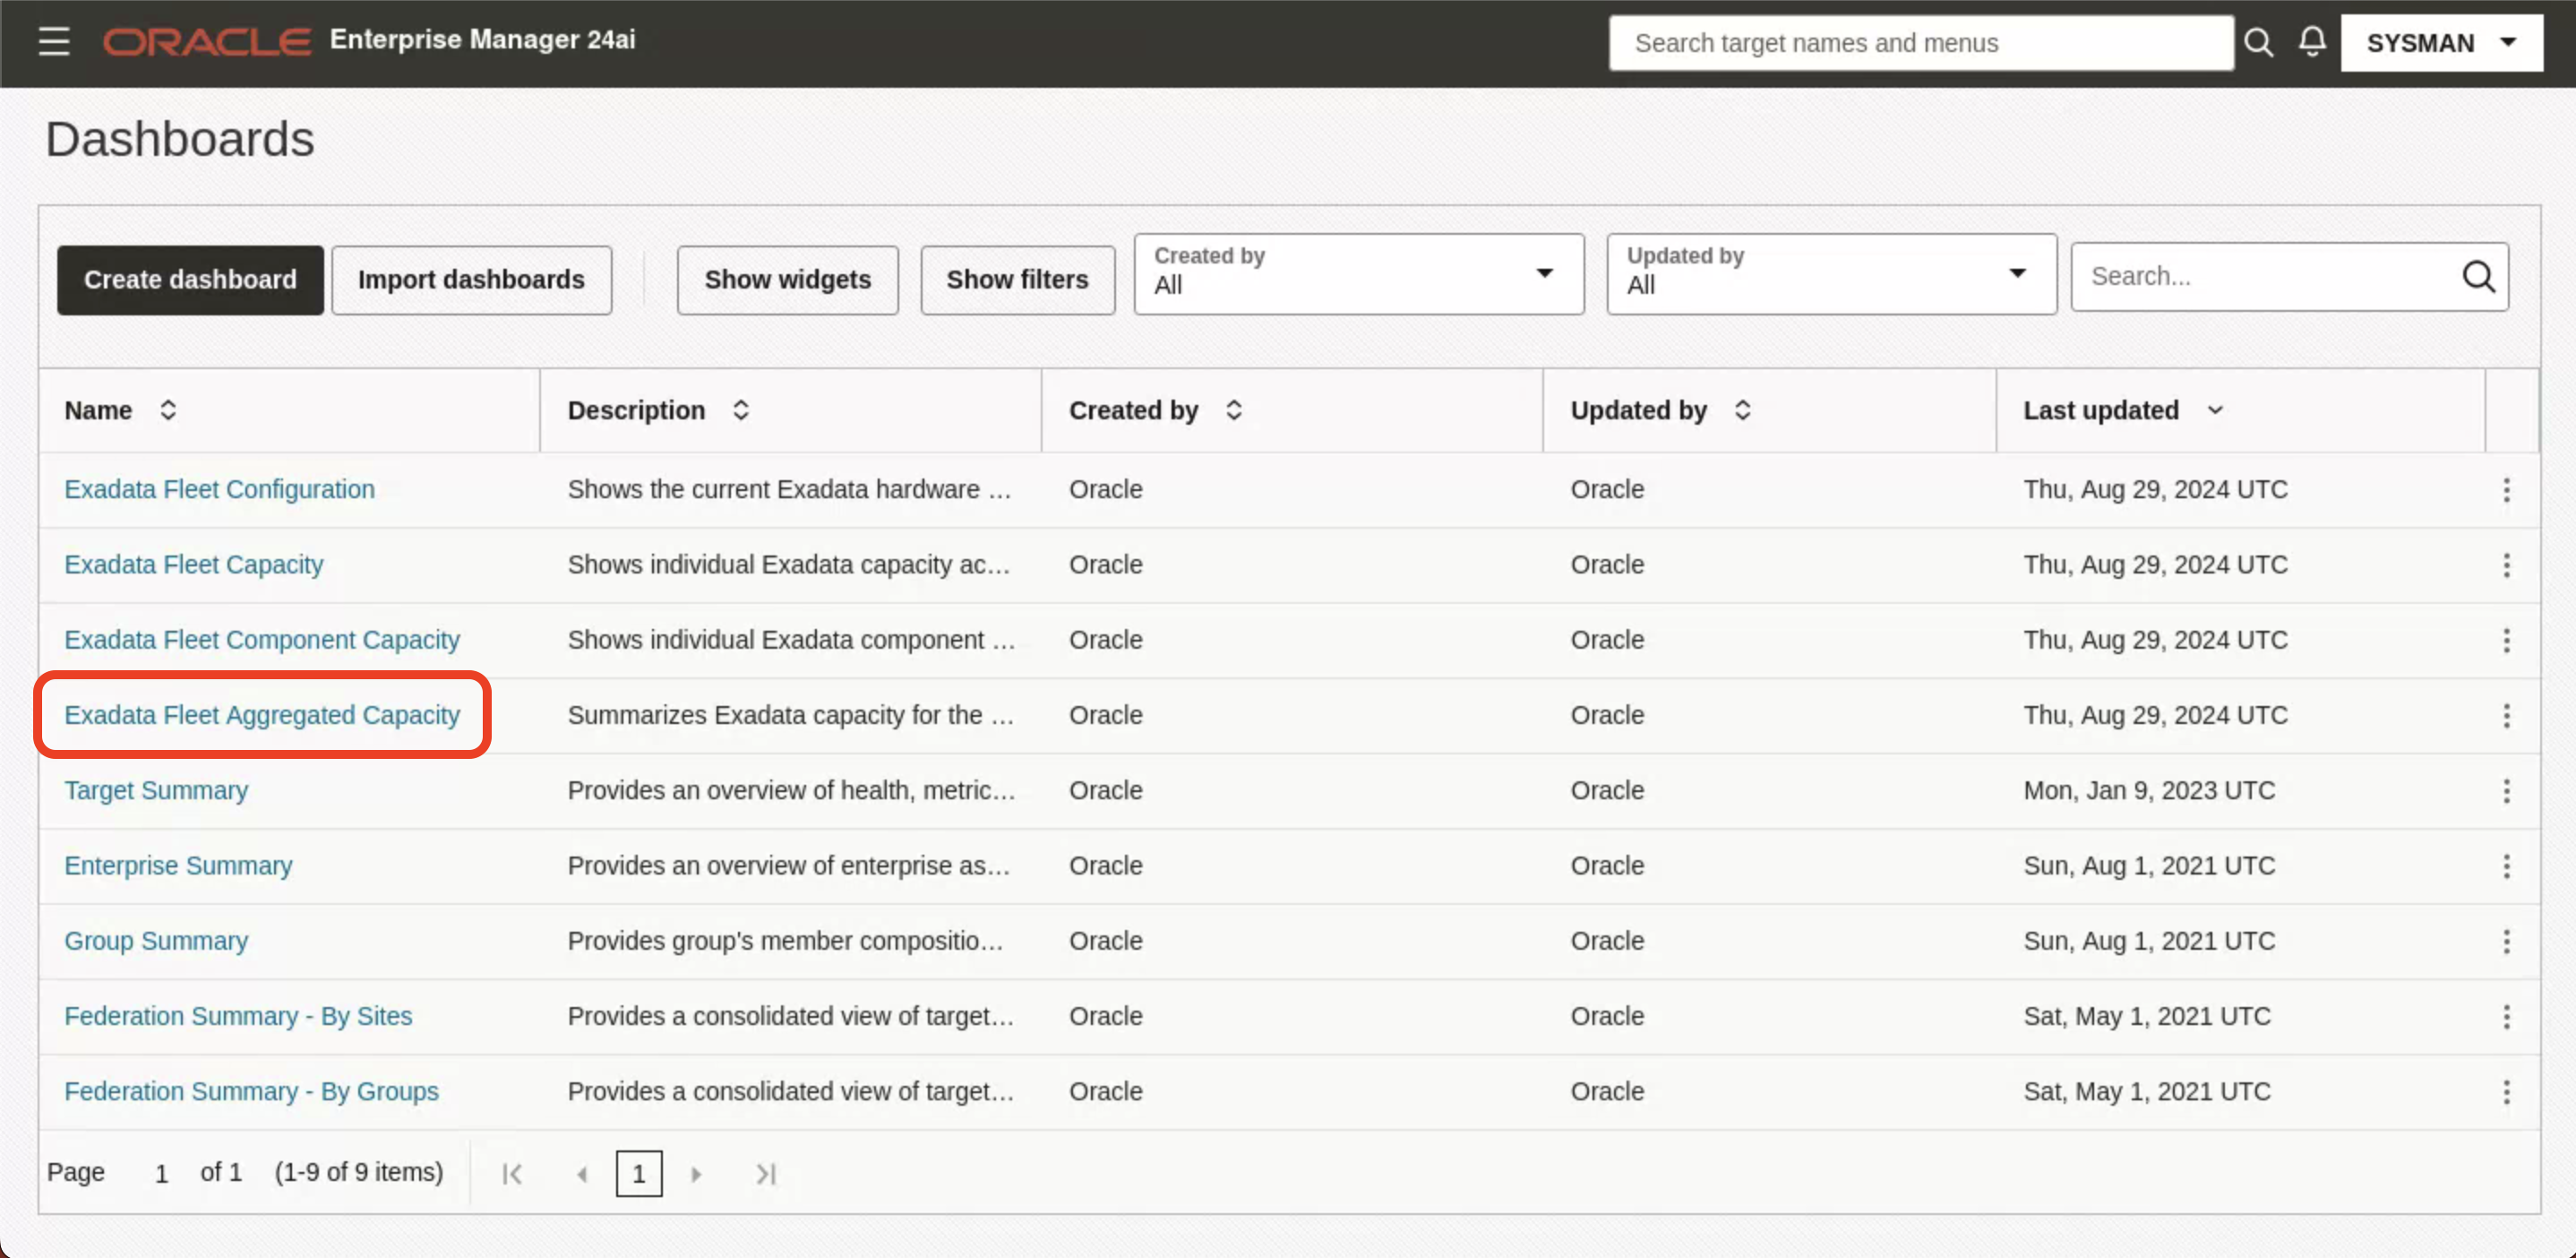 ORACLE Enterprise Manager 24ai Search target names and menus SYSMAN
Dashboards
Create dashboard Import dashboards Show widgets Show filters Created by All Updated by All Search...
Name Description Created by Updated by Last updated
Exadata Fleet Configuration Shows the current Exadata hardware ... Oracle Oracle Thu, Aug 29, 2024 UTC
Exadata Fleet Capacity Shows individual Exadata capacity ac... Oracle Oracle Thu, Aug 29, 2024 UTC
Exadata Fleet Component Capacity Shows individual Exadata component ... Oracle Oracle Thu, Aug 29, 2024 UTC
Exadata Fleet Aggregated Capacity Summarizes Exadata capacity for the ... Oracle Oracle Thu, Aug 29, 2024 UTC
Target Summary Provides an overview of health, metric... Oracle Oracle Mon, Jan 9, 2023 UTC
Enterprise Summary Provides an overview of enterprise as... Oracle Oracle Sun, Aug 1, 2021 UTC
Group Summary Provides group's member compositio... Oracle Oracle Sun, Aug 1, 2021 UTC
Federation Summary - By Sites Provides a consolidated view of target... Oracle Oracle Sat, May 1, 2021 UTC
Federation Summary - By Groups Provides a consolidated view of target... Oracle Oracle Sat, May 1, 2021 UTC
Page 1 of 1 (1-9 of 9 items) 1